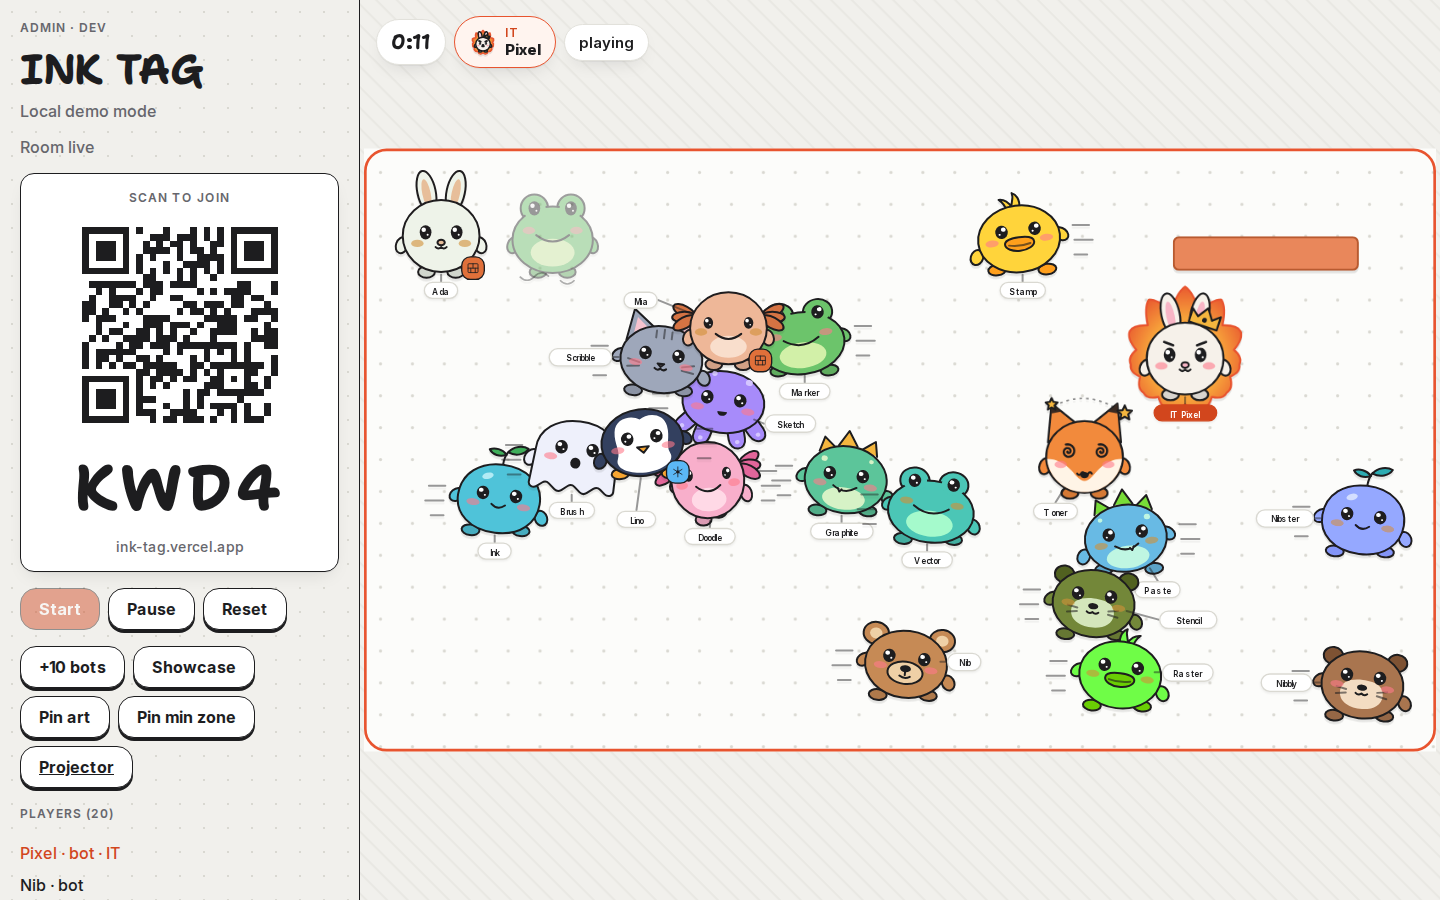 ADMIN · DEV
INK TAG
Local demo mode
Room live
SCAN TO JOIN
KWD4
ink-tag.vercel.app
Start
Pause
Reset
+10 bots
Showcase
Pin art
Pin min zone
Projector
PLAYERS (20)
Pixel · bot · IT
Nib · bot
0:11
IT
Pixel
playing
Ada
Stamp
Mia
Scribble
Marker
IT Pixel
Sketch
Brush
Lino
Toner
Nibster
Graphite
Doodle
Ink
Vector
Paste
Stencil
Nib
Raster
Nibbly